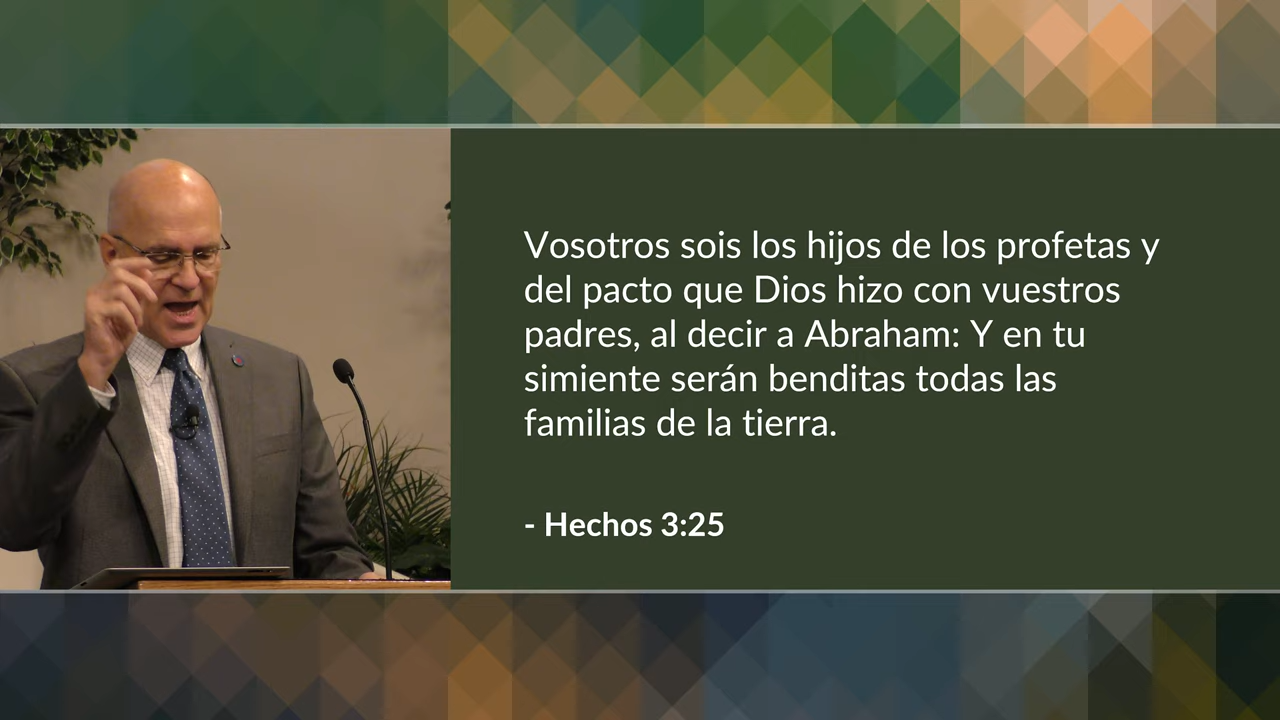 Vosotros sois los hijos de los profetas y
del pacto que Dios hizo con vuestros
padres, al decir a Abraham: Y en tu
simiente serán benditas todas las
familias de la tierra.
- Hechos 3:25